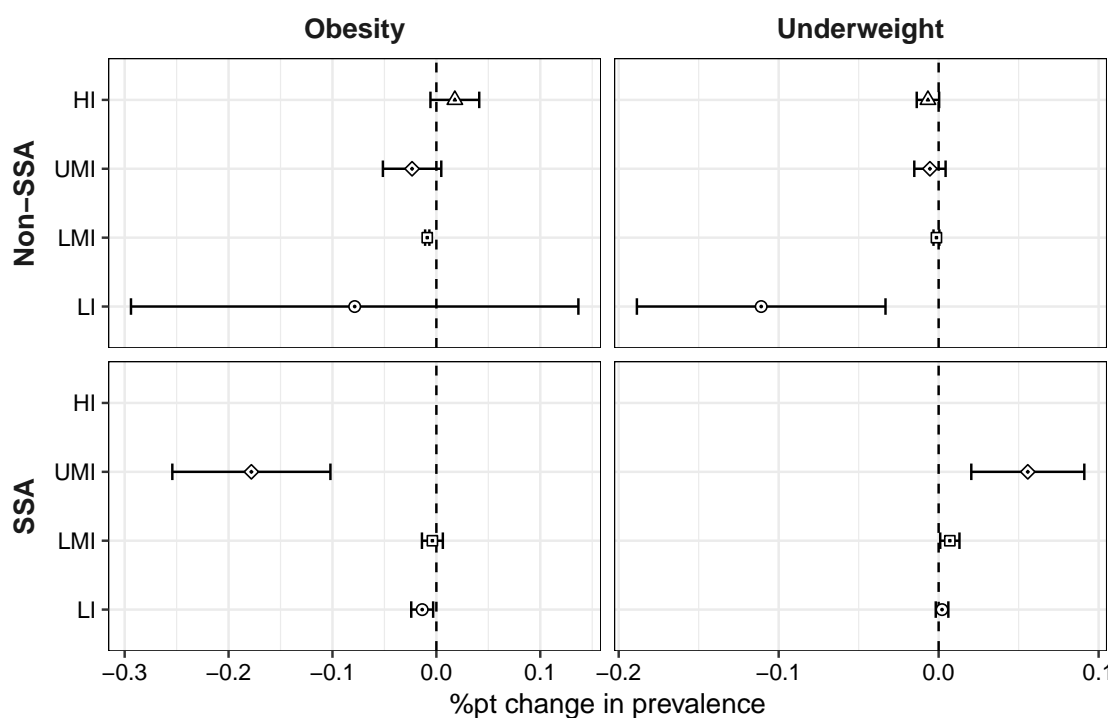 Obesity
Underweight
Non−SSA
HI
UMI
LMI
LI
SSA
HI
UMI
LMI
LI
−0.3 −0.2 −0.1 0.0 0.1
−0.2 −0.1 0.0 0.1
%pt change in prevalence